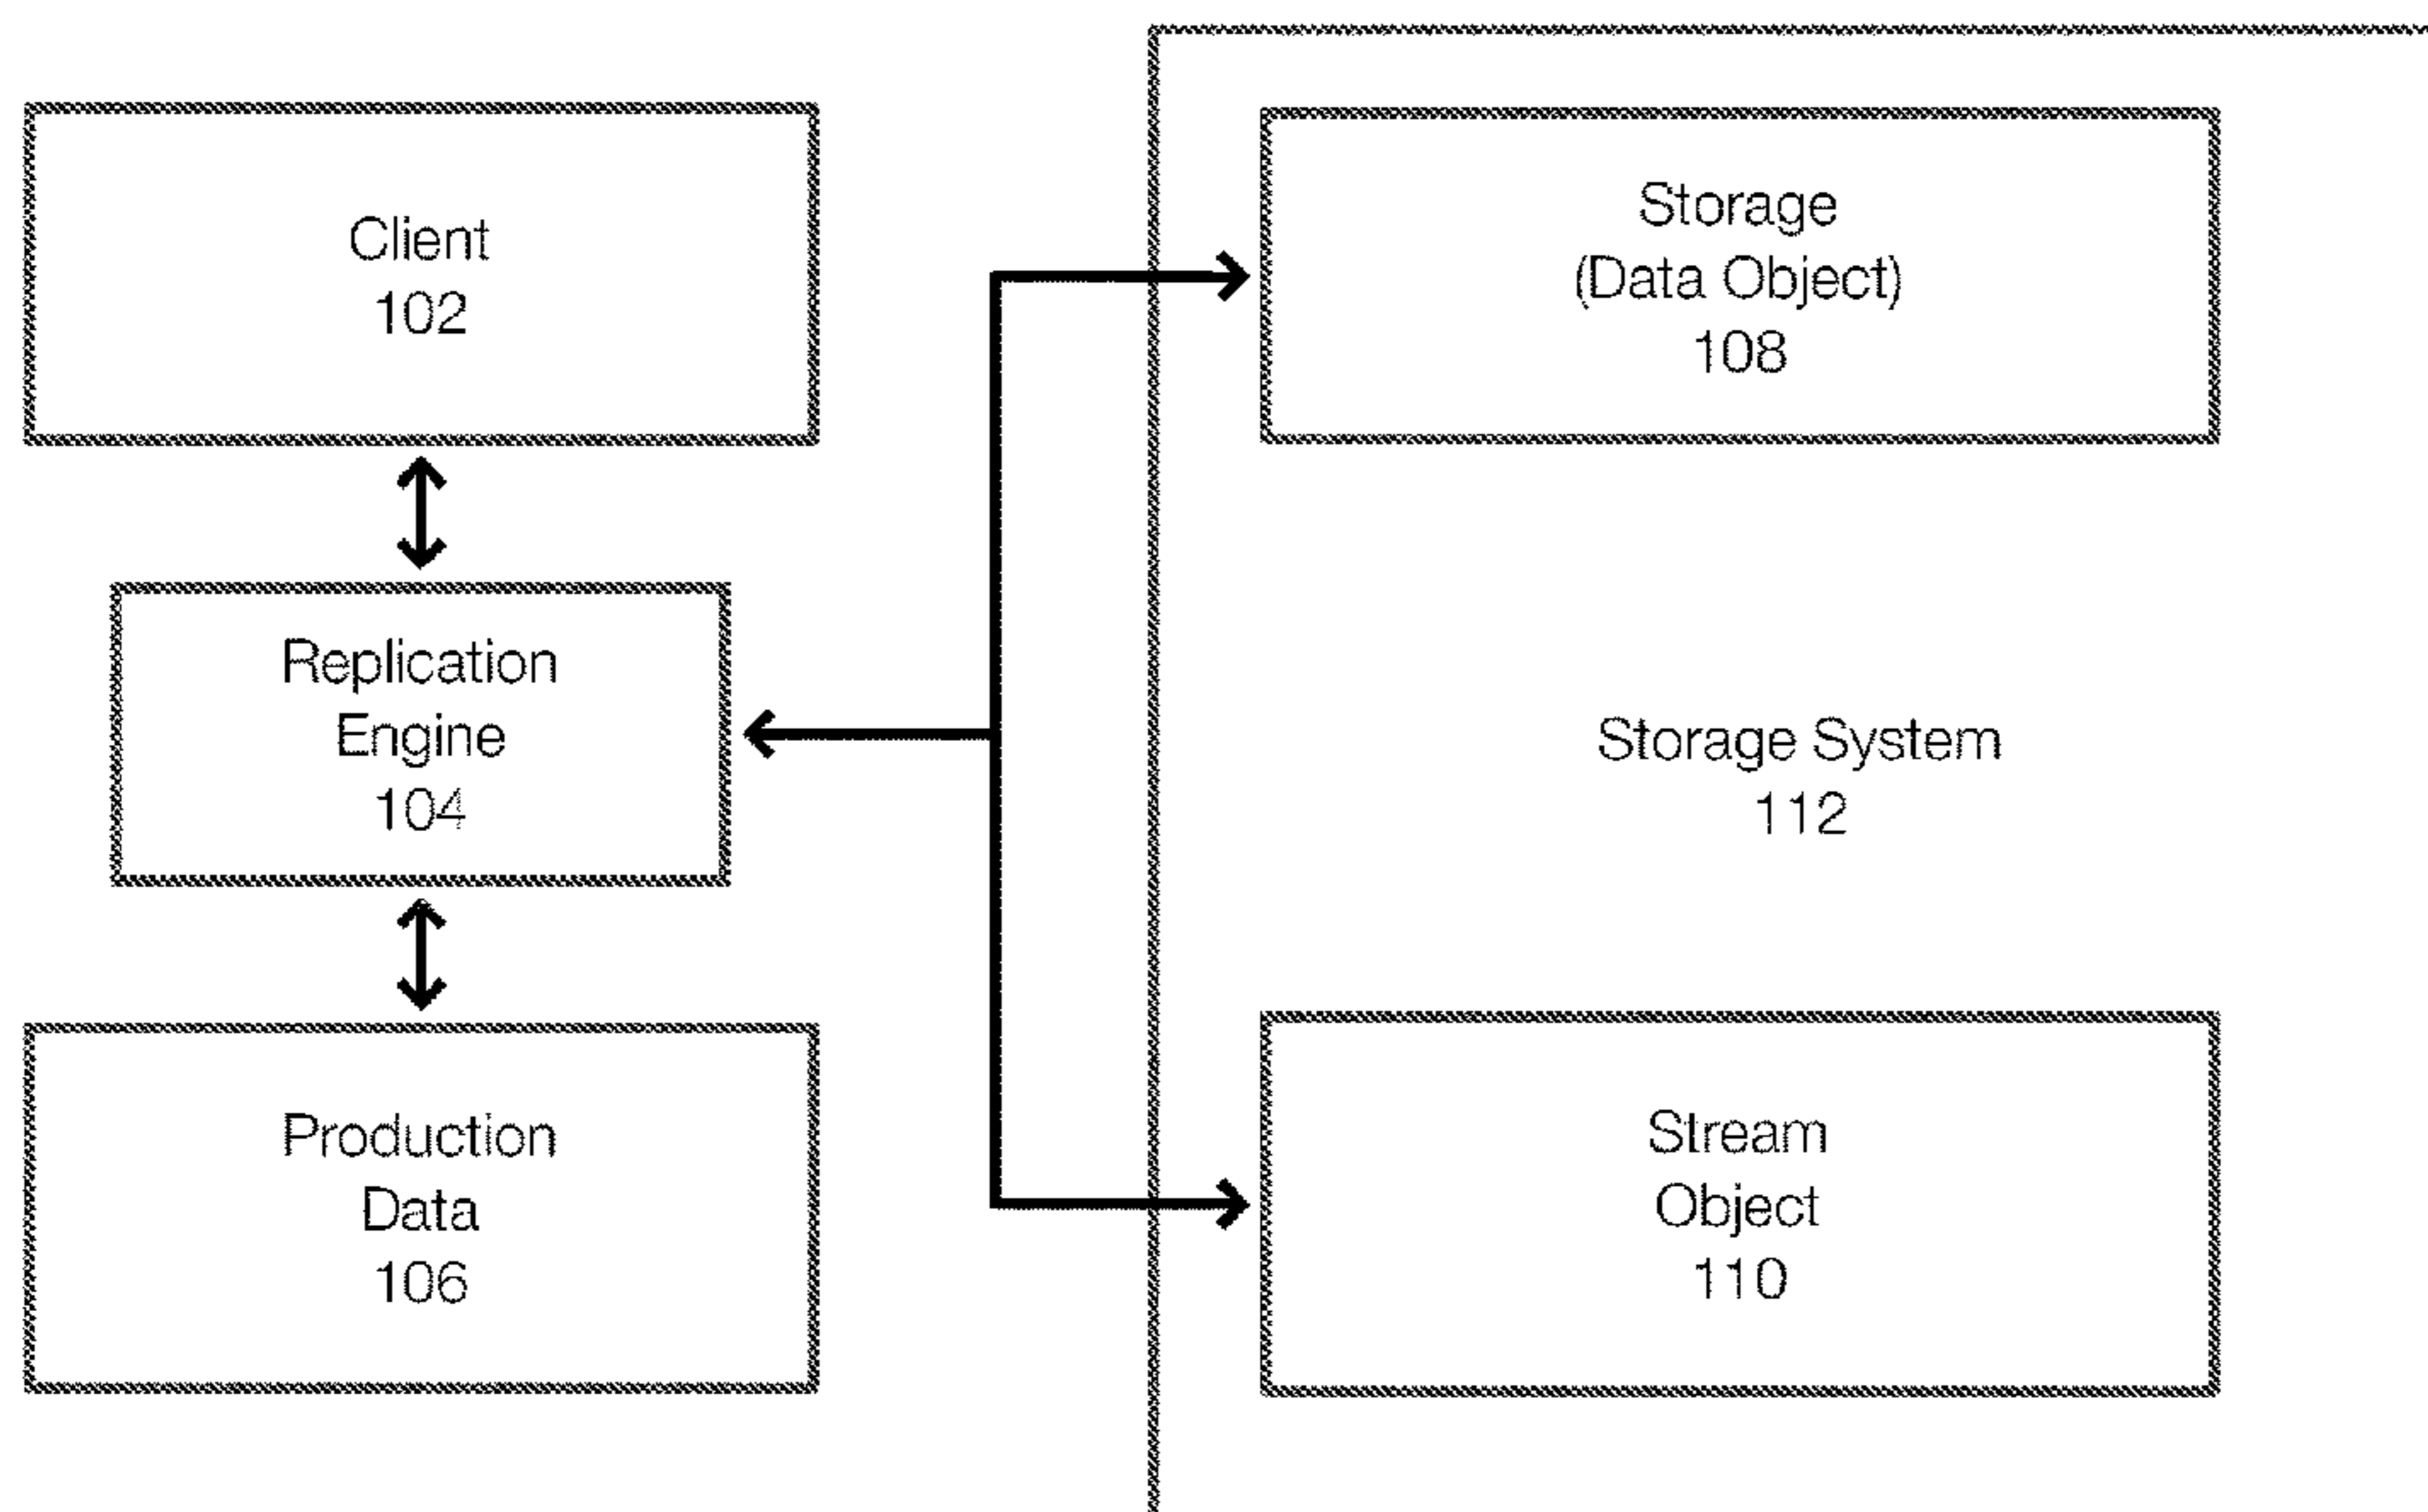 Client
102
Replication
Engine
104
Production
Data
106
Storage
(Data Object)
108
Storage System
112
Stream
Object
110